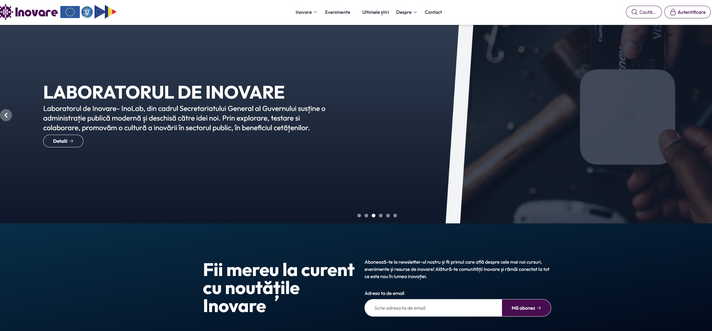 Inovare
Inovare
Evenimente
Ultimele știri
Despre
Contact
Caută...
Autentificare
LABORATORUL DE INOVARE
Laboratorul de Inovare- InoLab, din cadrul Secretariatului General al Guvernului susține o
administrație publică modernă și deschisă către idei noi. Prin explorare, testare si
colaborare, promovăm o cultură a inovării în sectorul public, în beneficiul cetățenilor.
Detalii →
Fii mereu la curent
cu noutățile
Inovare
Abonează-te la newsletter-ul nostru și fii primul care află despre cele mai noi cursuri,
evenimente și resurse de inovare! Alătură-te comunității Inovare și rămâi conectat la tot
ce este nou în lumea inovației.
Adresa ta de email
Scrie adresa ta de email
Mă abonez →